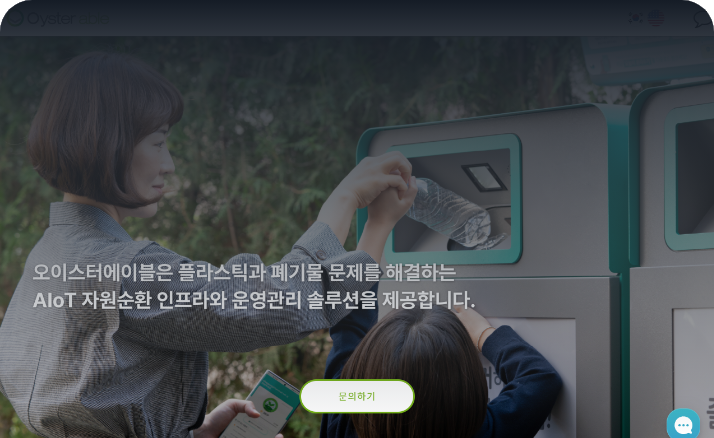 Oyster able
오이스터에이블은 플라스틱과 폐기물 문제를 해결하는
AIoT 자원순환 인프라와 운영관리 솔루션을 제공합니다.
문의하기